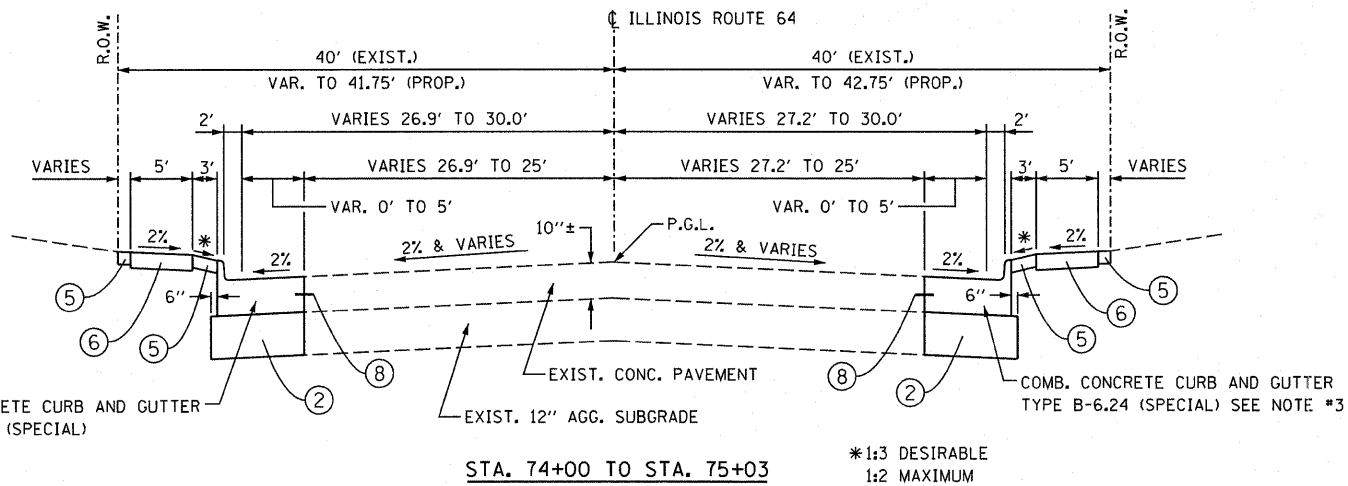 ℄ ILLINOIS ROUTE 64
R.O.W.
R.O.W.
40' (EXIST.)
40' (EXIST.)
VAR. TO 41.75' (PROP.)
VAR. TO 42.75' (PROP.)
2'
VARIES 26.9' TO 30.0'
VARIES 27.2' TO 30.0'
2'
VARIES
5'
3'
VARIES 26.9' TO 25'
VARIES 27.2' TO 25'
3'
5'
VARIES
VAR. 0' TO 5'
VAR. 0' TO 5'
2%
*
2%
2% & VARIES
10"±
P.G.L.
2% & VARIES
2%
*
2%
5
6
5
6"
8
2
6"
8
2
5
6
5
EXIST. CONC. PAVEMENT
EXIST. 12" AGG. SUBGRADE
ETE CURB AND GUTTER
(SPECIAL)
COMB. CONCRETE CURB AND GUTTER
TYPE B-6.24 (SPECIAL) SEE NOTE #3
STA. 74+00 TO STA. 75+03
*1:3 DESIRABLE
1:2 MAXIMUM